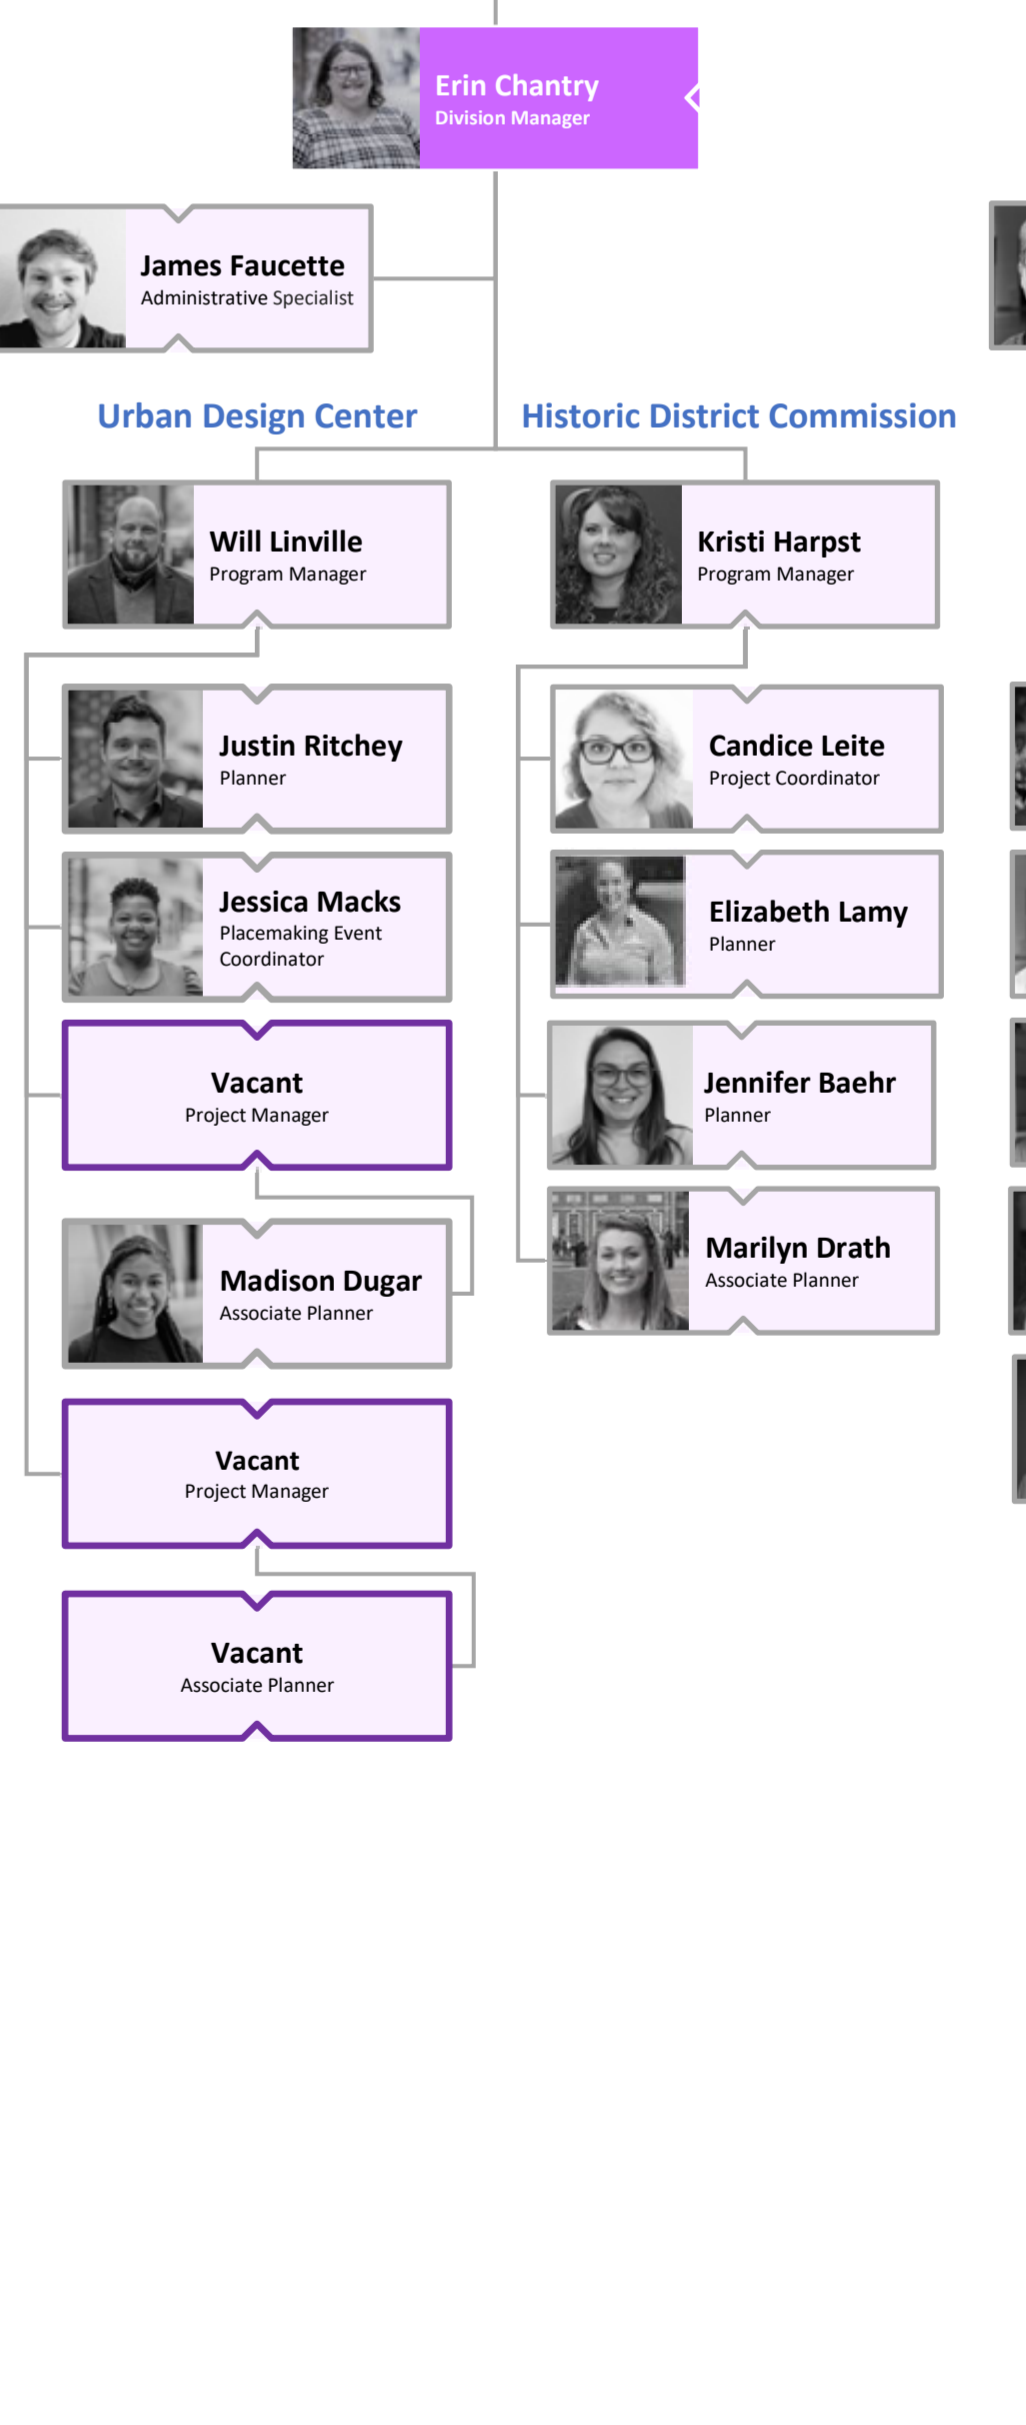 Erin Chantry
Division Manager
James Faucette
Administrative Specialist
Urban Design Center
Will Linville
Program Manager
Justin Ritchey
Planner
Jessica Macks
Placemaking Event
Coordinator
Vacant
Project Manager
Madison Dugar
Associate Planner
Vacant
Project Manager
Vacant
Associate Planner
Historic District Commission
Kristi Harpst
Program Manager
Candice Leite
Project Coordinator
Elizabeth Lamy
Planner
Jennifer Baehr
Planner
Marilyn Drath
Associate Planner